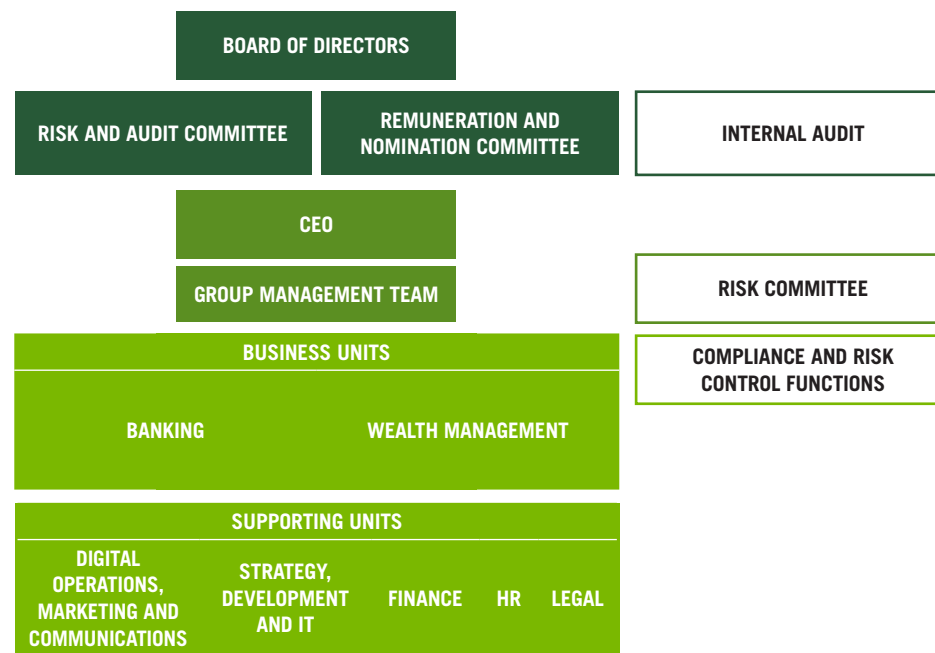 BOARD OF DIRECTORS
RISK AND AUDIT COMMITTEE
REMUNERATION AND
NOMINATION COMMITTEE
INTERNAL AUDIT
CEO
GROUP MANAGEMENT TEAM
RISK COMMITTEE
BUSINESS UNITS
BANKING
WEALTH MANAGEMENT
COMPLIANCE AND RISK
CONTROL FUNCTIONS
SUPPORTING UNITS
DIGITAL
OPERATIONS,
MARKETING AND
COMMUNICATIONS
STRATEGY,
DEVELOPMENT
AND IT
FINANCE
HR
LEGAL